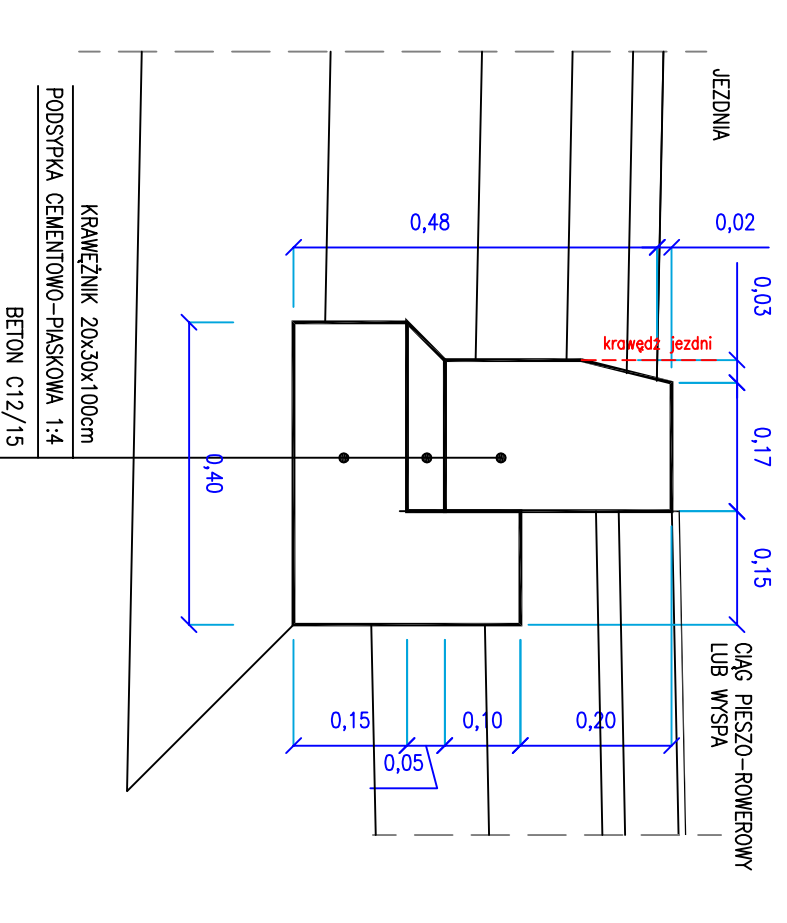 JEZDNIA
CIĄG PIESZO-ROWEROWY
LUB WYSPA
krawędź jezdni
0,02
0,48
0,03
0,17
0,15
0,40
0,15
0,05
0,10
0,20
KRAWĘŻNIK 20x30x100cm
PODSYPKA CEMENTOWO-PIASKOWA 1:4
BETON C12/15